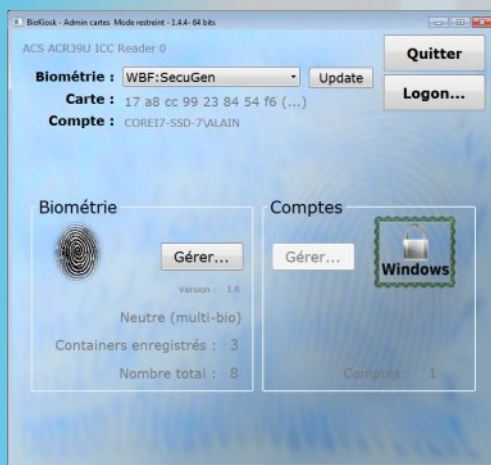 BioKiosk - Admin cartes Mode restreint - 1.4.4- 64 bits
ACS ACR39U ICC Reader 0
Quitter
Biométrie : WBF:SecuGen Update
Logon...
Carte : 17 a8 cc 99 23 84 54 f6 (...)
Compte : COREI7-SSD-7\ALAIN
Biométrie
Gérer...
Version : 1.6
Neutre (multi-bio)
Containers enregistrés : 3
Nombre total : 8
Comptes
Gérer...
Windows
Comptes : 1